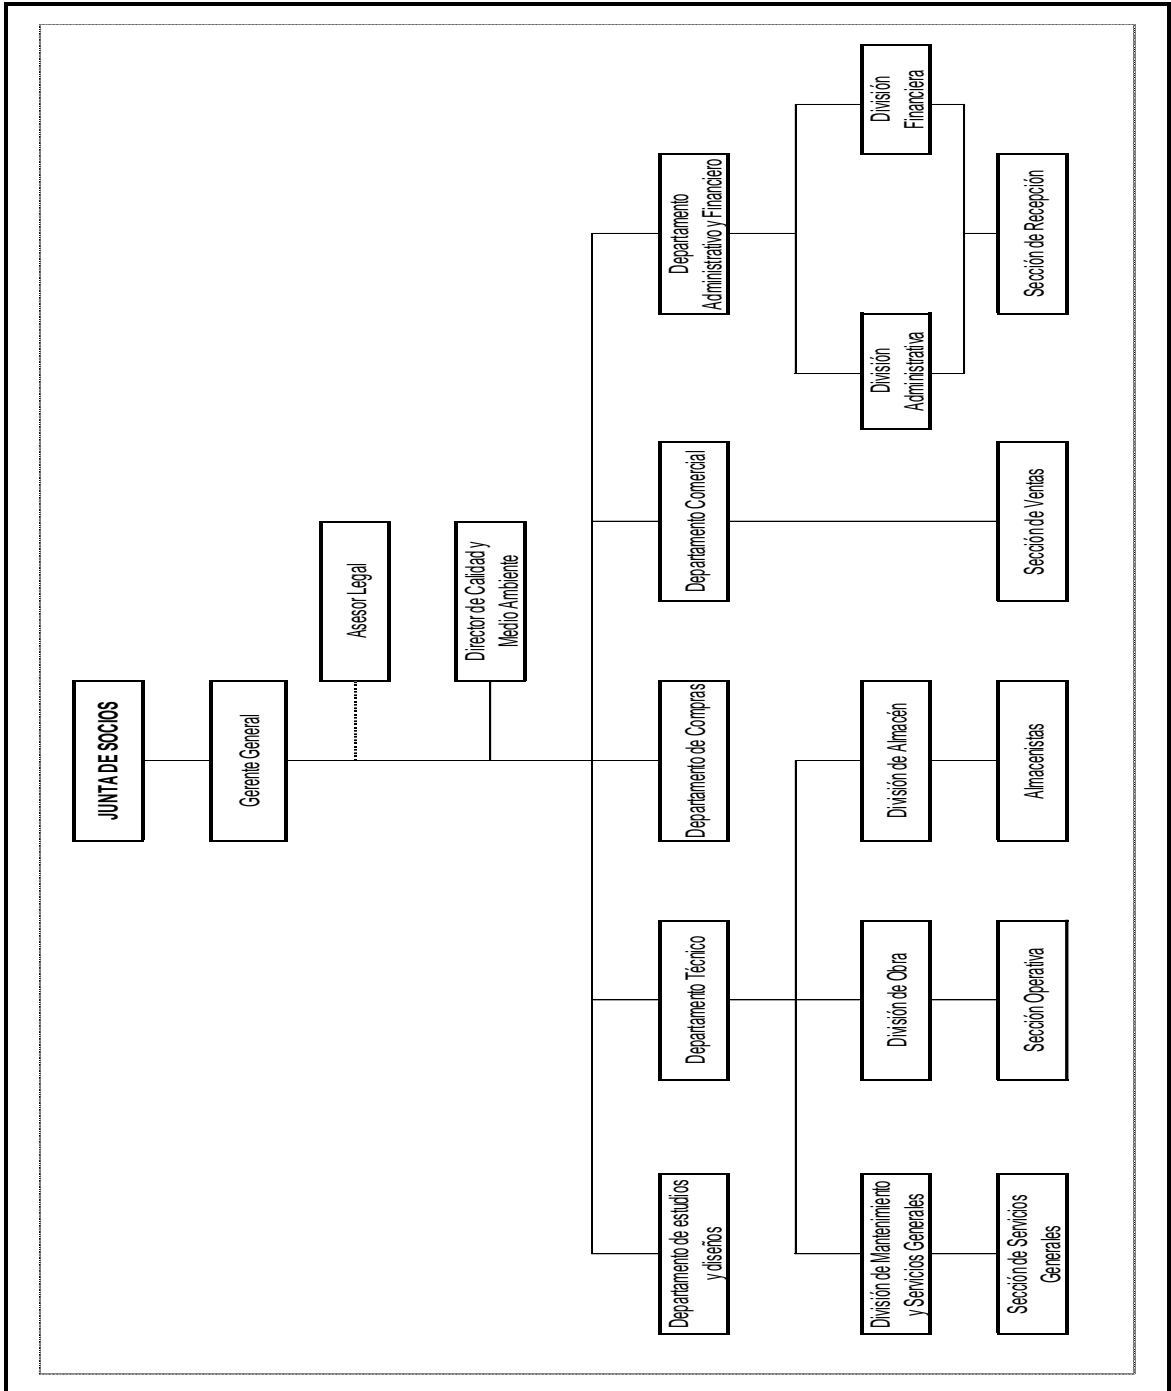 JUNTA DE SOCIOS
Gerente General
Asesor Legal
Director de Calidad y
Medio Ambiente
Departamento de estudios
y diseños
Departamento Técnico
Departamento de Compras
Departamento Comercial
Departamento
Administrativo y Financiero
División de Mantenimiento
y Servicios Generales
División de Obra
División de Almacén
División
Administrativa
División
Financiera
Sección de Servicios
Generales
Sección Operativa
Almacenistas
Sección de Ventas
Sección de Recepción